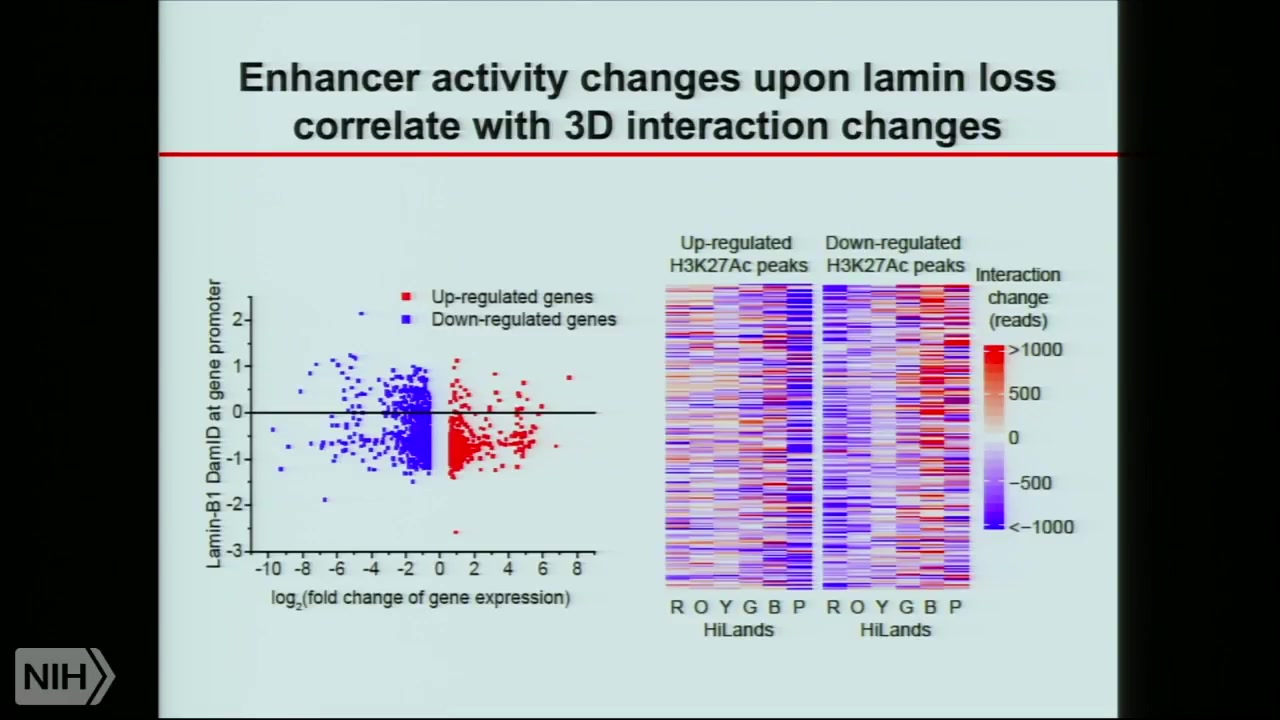 Enhancer activity changes upon lamin loss
correlate with 3D interaction changes
Lamin-B1 DamID at gene promoter
2
1
0
-1
-2
-3
-10 -8 -6 -4 -2 0 2 4 6 8
log2(fold change of gene expression)
Up-regulated genes
Down-regulated genes
Up-regulated
H3K27Ac peaks
Down-regulated
H3K27Ac peaks
R O Y G B P
HiLands
R O Y G B P
HiLands
Interaction
change
(reads)
>1000
500
0
−500
<−1000
NIH